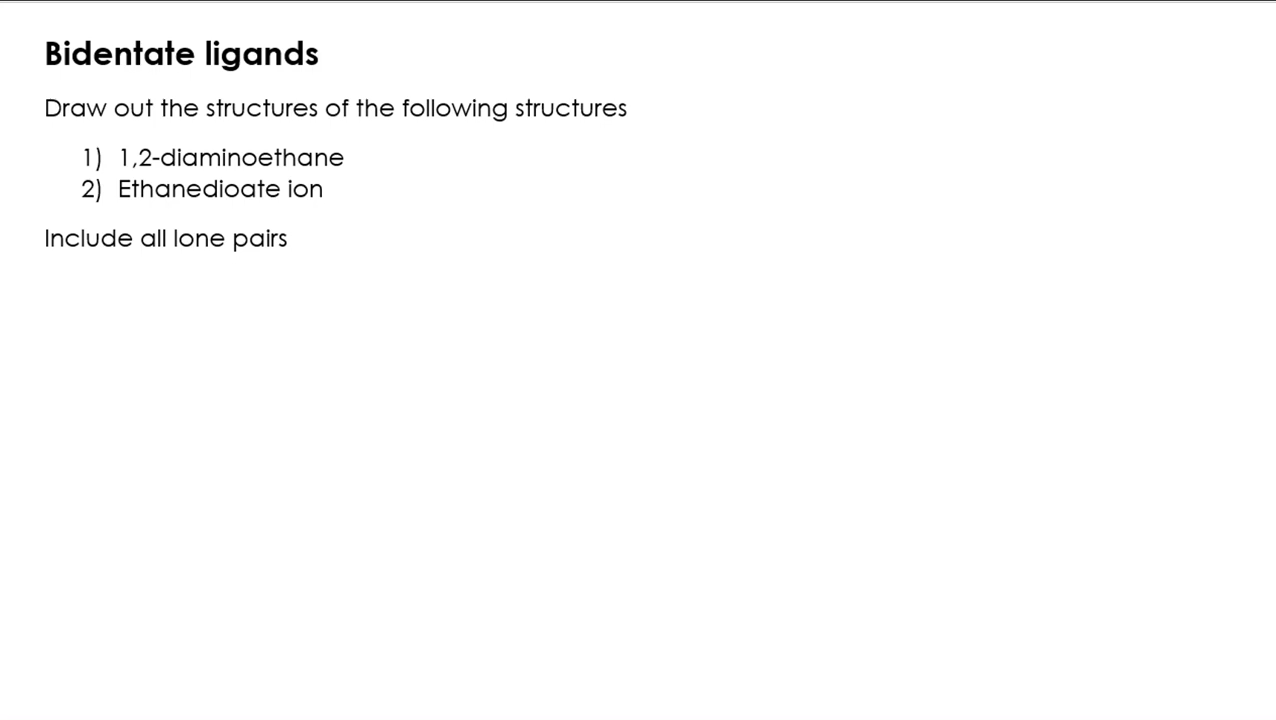 Bidentate ligands
Draw out the structures of the following structures
1) 1,2-diaminoethane
2) Ethanedioate ion
Include all lone pairs